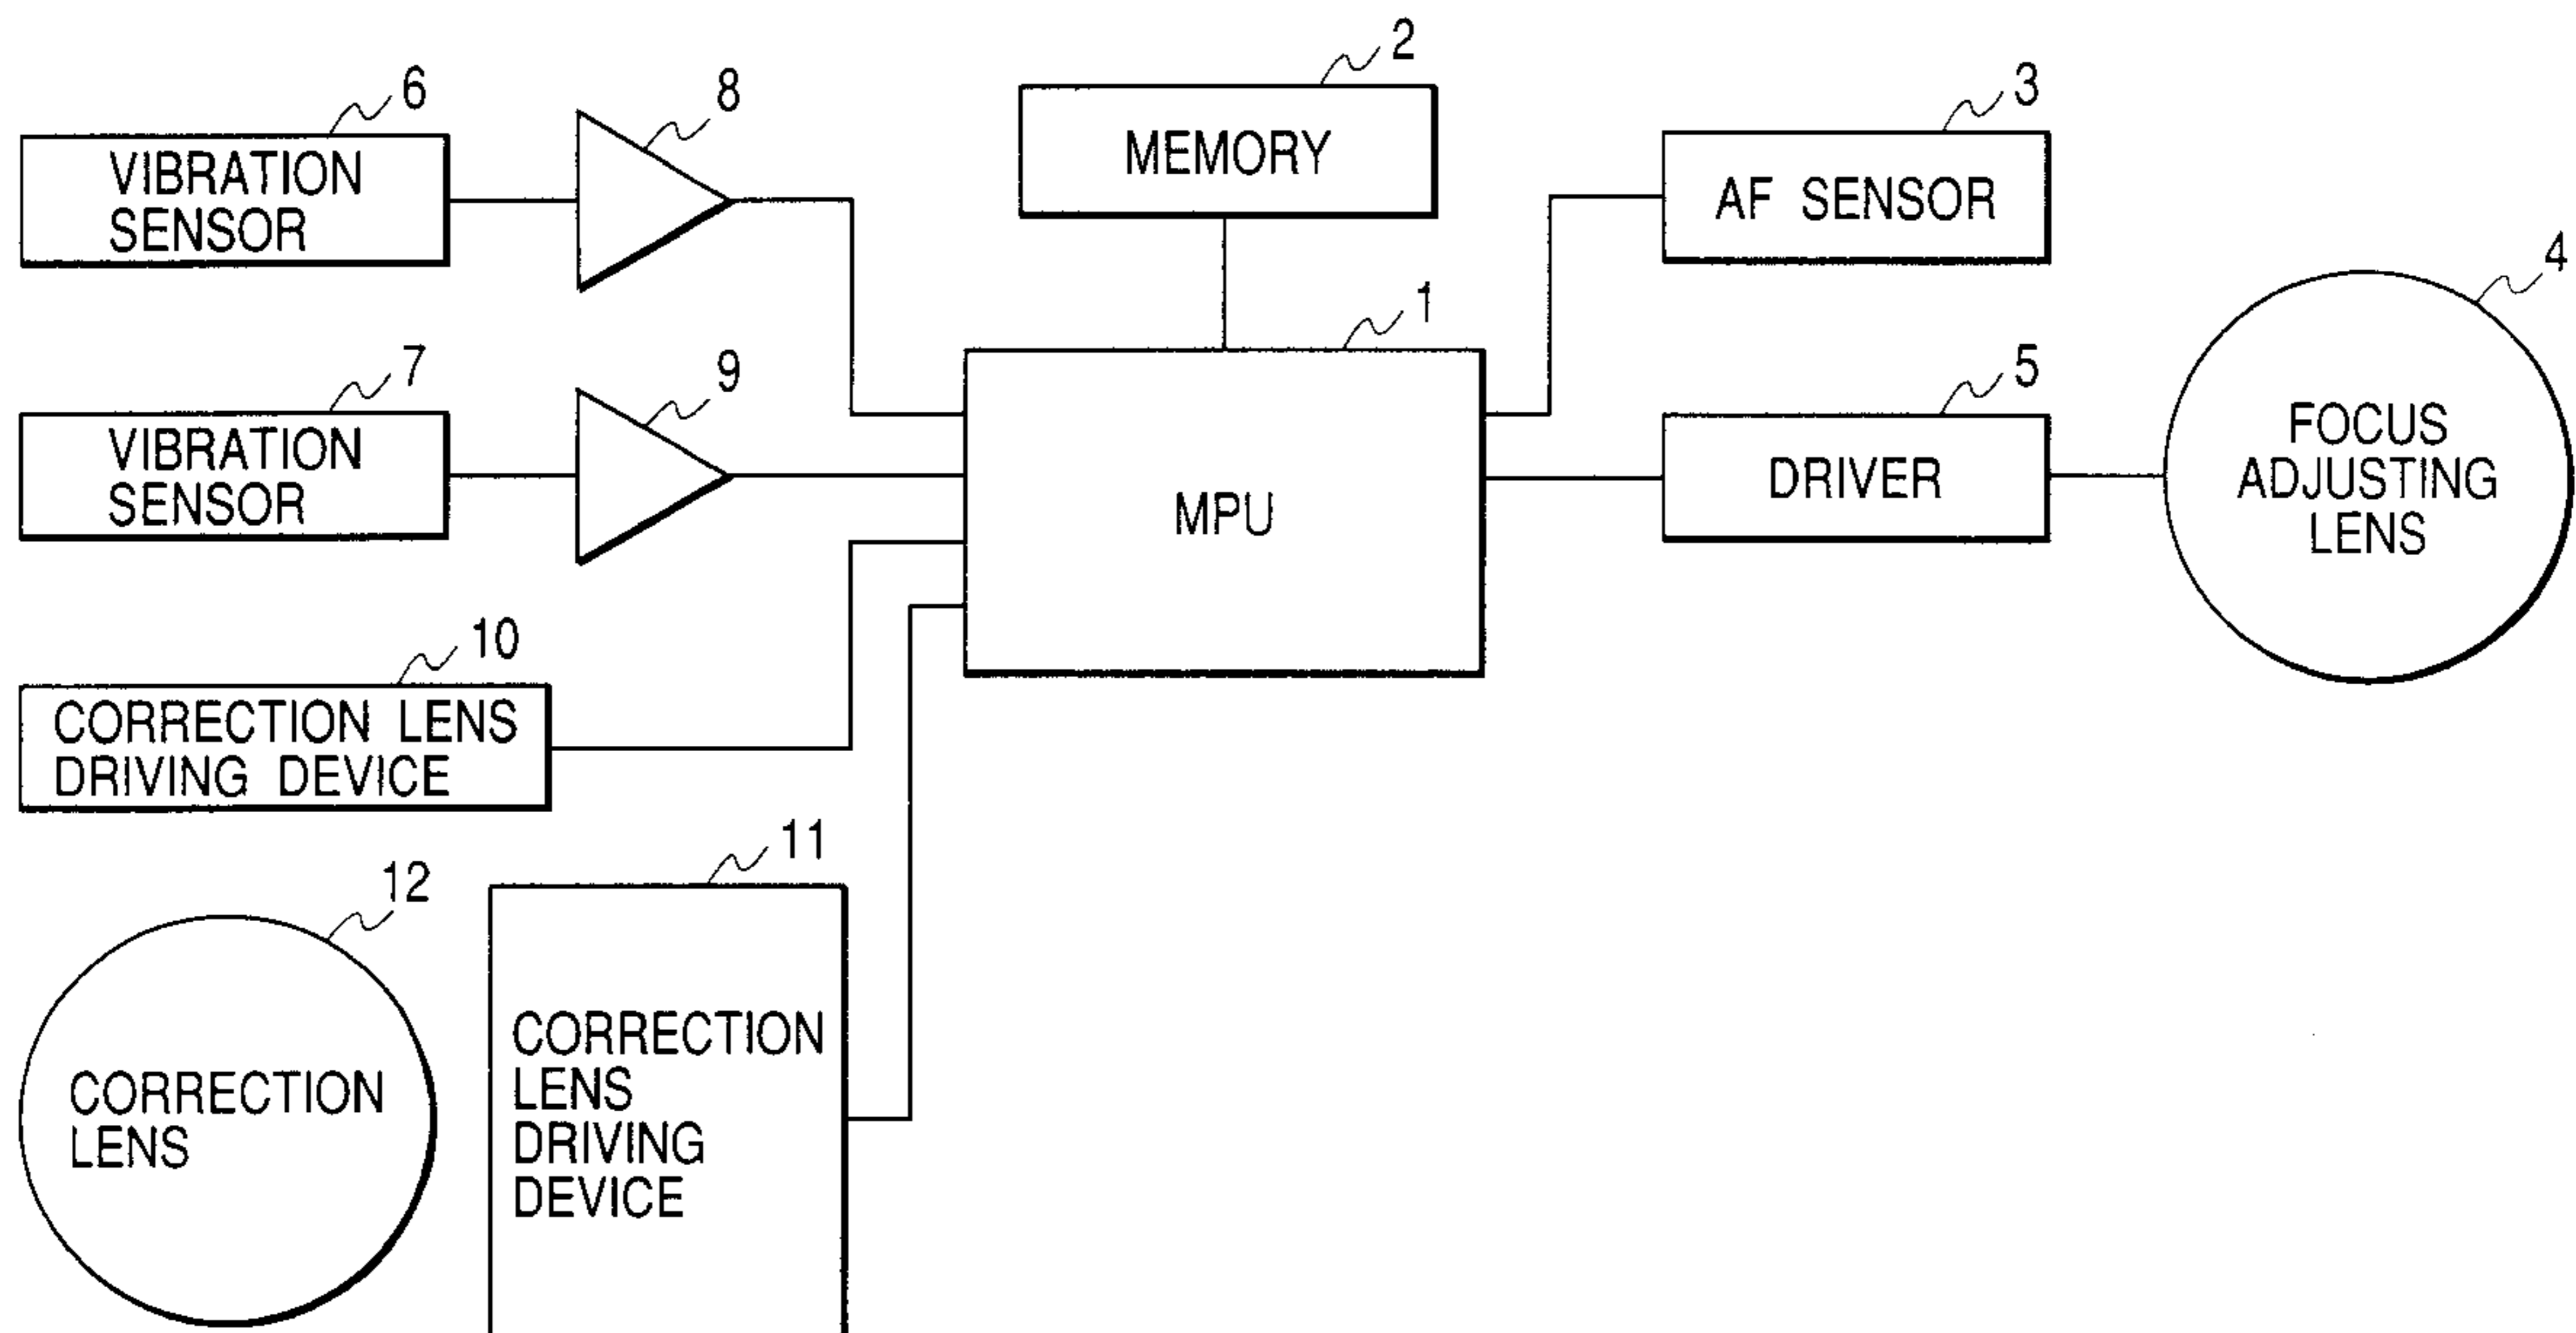 6
VIBRATION
SENSOR
8
2
MEMORY
3
AF SENSOR
7
VIBRATION
SENSOR
9
1
MPU
5
DRIVER
4
FOCUS
ADJUSTING
LENS
10
CORRECTION LENS
DRIVING DEVICE
12
CORRECTION
LENS
11
CORRECTION
LENS
DRIVING
DEVICE